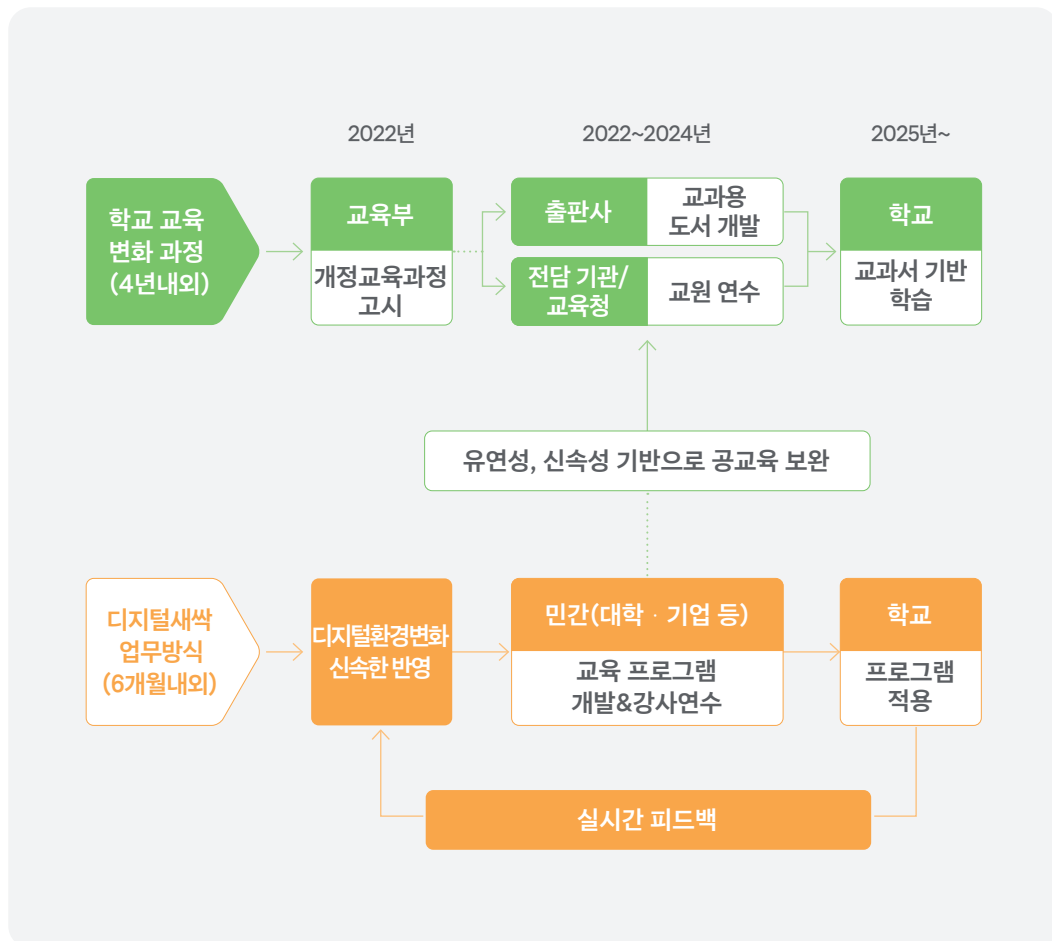 2022년
2022~2024년
2025년~
학교 교육
변화 과정
(4년내외)
교육부
개정교육과정
고시
출판사
교과용
도서 개발
전담 기관/
교육청
교원 연수
학교
교과서 기반
학습
유연성, 신속성 기반으로 공교육 보완
디지털새싹
업무방식
(6개월내외)
디지털환경변화
신속한 반영
민간(대학 · 기업 등)
교육 프로그램
개발&강사연수
학교
프로그램
적용
실시간 피드백